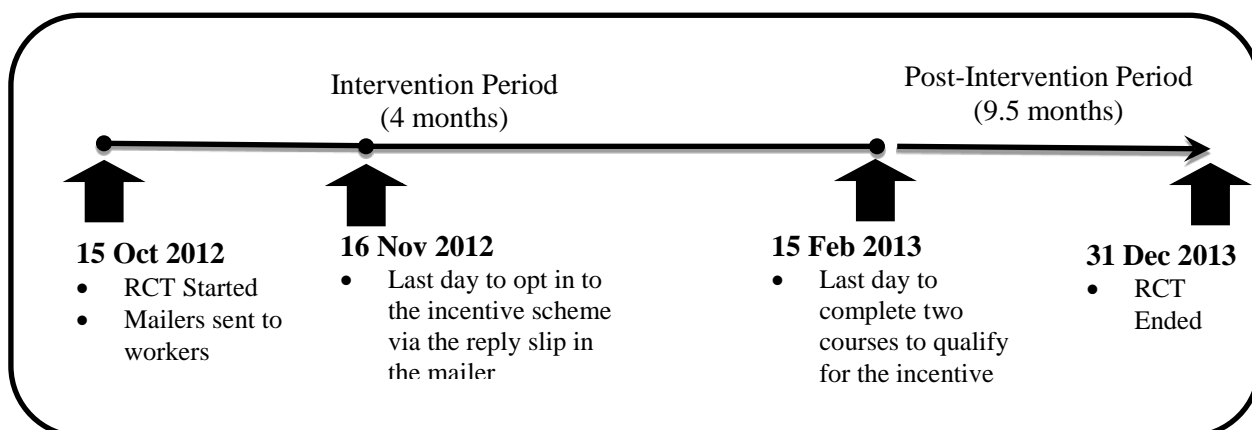 Intervention Period
(4 months)
Post-Intervention Period
(9.5 months)
15 Oct 2012
• RCT Started
• Mailers sent to
workers
16 Nov 2012
• Last day to opt in to
the incentive scheme
via the reply slip in
the mailer
15 Feb 2013
• Last day to
complete two
courses to qualify
for the incentive
31 Dec 2013
• RCT
Ended